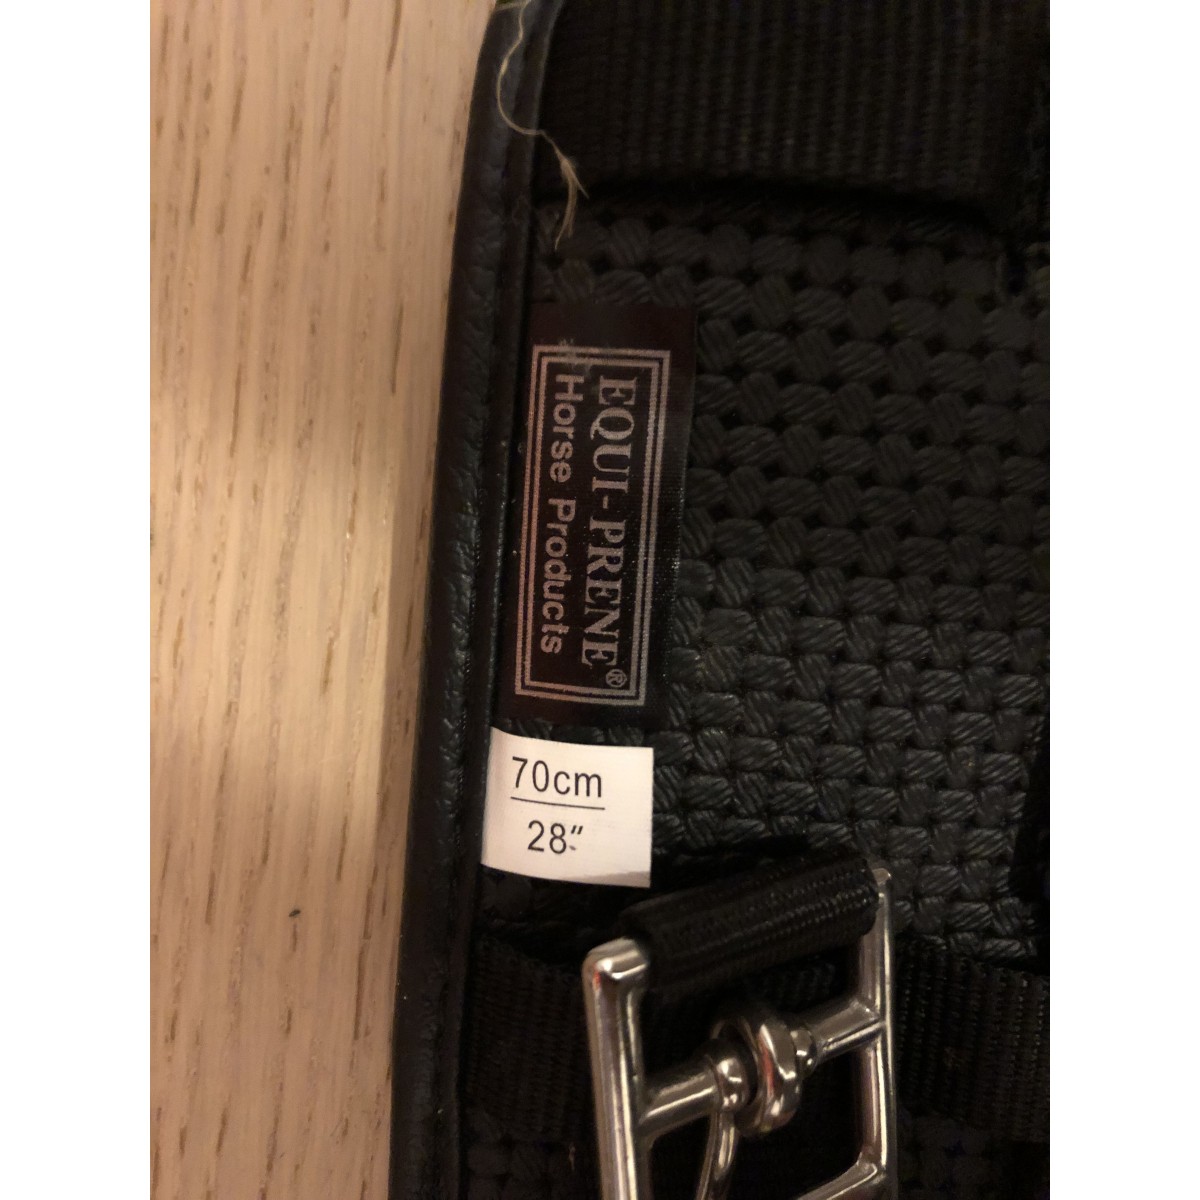 EQUI-PRENE®
Horse Products
70cm
28"